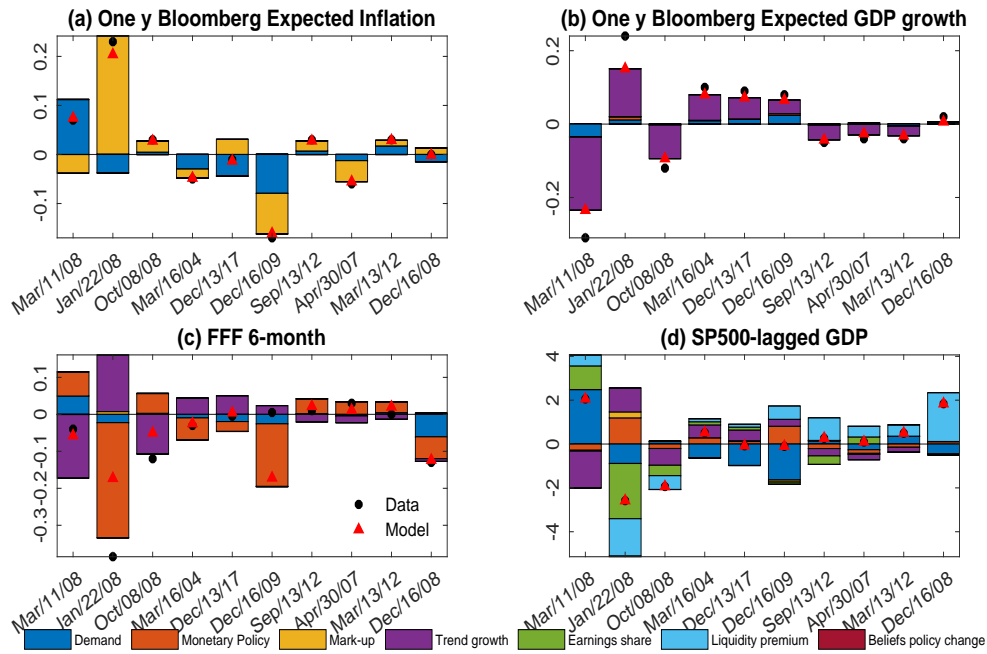 (a) One y Bloomberg Expected Inflation
0.2
0.1
0
-0.1
Mar/11/08
Jan/22/08
Oct/08/08
Mar/16/04
Dec/13/17
Dec/16/09
Sep/13/12
Apr/30/07
Mar/13/12
Dec/16/08
(b) One y Bloomberg Expected GDP growth
0.2
0
-0.2
Mar/11/08
Jan/22/08
Oct/08/08
Mar/16/04
Dec/13/17
Dec/16/09
Sep/13/12
Apr/30/07
Mar/13/12
Dec/16/08
(c) FFF 6-month
0.1
0
-0.1
-0.2
-0.3
Data
Model
Mar/11/08
Jan/22/08
Oct/08/08
Mar/16/04
Dec/13/17
Dec/16/09
Sep/13/12
Apr/30/07
Mar/13/12
Dec/16/08
(d) SP500-lagged GDP
4
2
0
-2
-4
Mar/11/08
Jan/22/08
Oct/08/08
Mar/16/04
Dec/13/17
Dec/16/09
Sep/13/12
Apr/30/07
Mar/13/12
Dec/16/08
Demand Monetary Policy Mark-up Trend growth Earnings share Liquidity premium Beliefs policy change